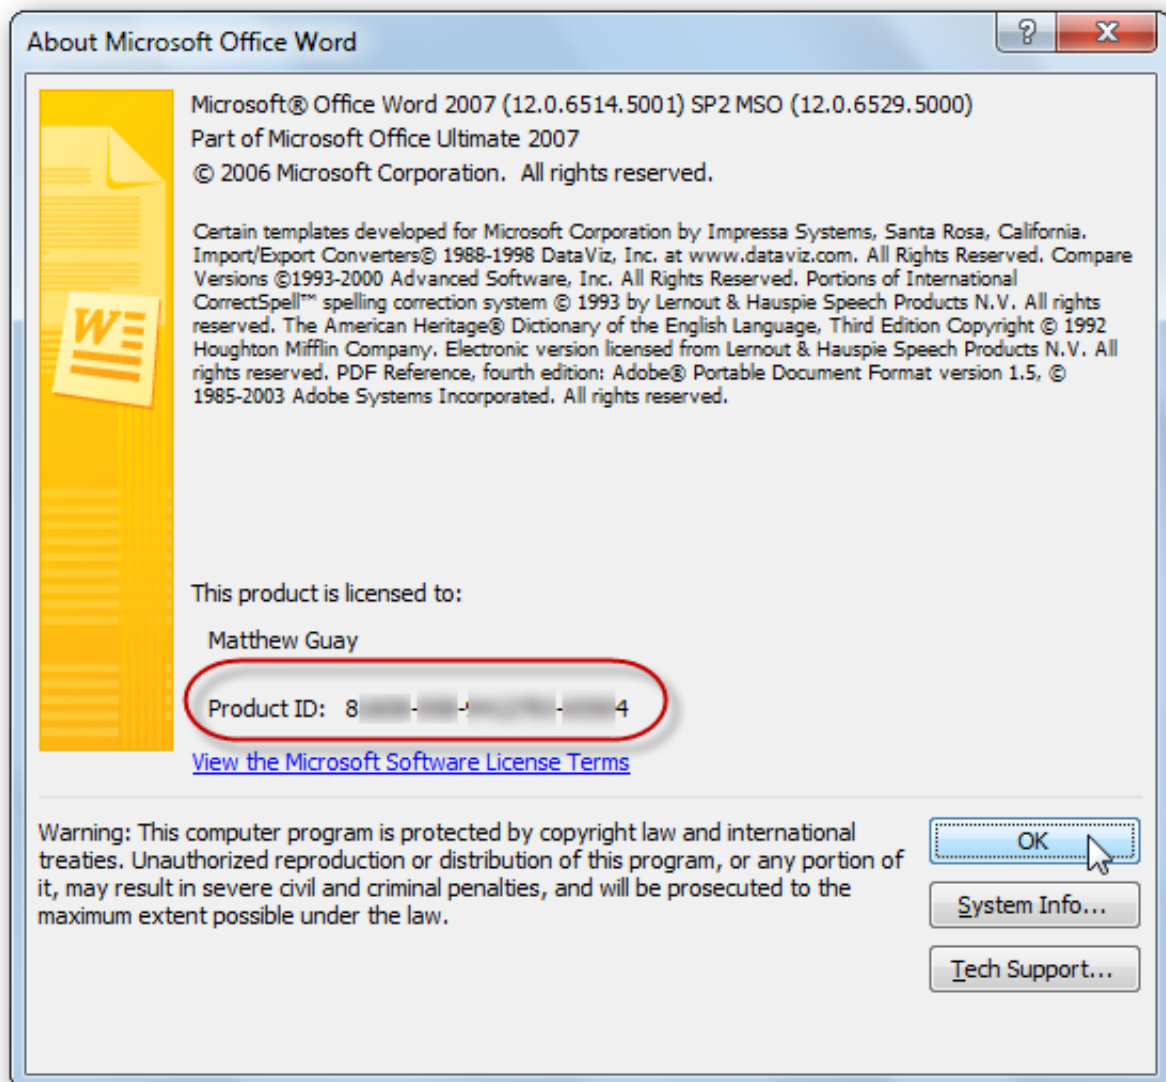 About Microsoft Office Word
?
X
Microsoft® Office Word 2007 (12.0.6514.5001) SP2 MSO (12.0.6529.5000)
Part of Microsoft Office Ultimate 2007
© 2006 Microsoft Corporation.  All rights reserved.
Certain templates developed for Microsoft Corporation by Impressa Systems, Santa Rosa, California.
Import/Export Converters© 1988-1998 DataViz, Inc. at www.dataviz.com. All Rights Reserved. Compare
Versions ©1993-2000 Advanced Software, Inc. All Rights Reserved. Portions of International
CorrectSpell™ spelling correction system © 1993 by Lernout & Hauspie Speech Products N.V. All rights
reserved. The American Heritage® Dictionary of the English Language, Third Edition Copyright © 1992
Houghton Mifflin Company. Electronic version licensed from Lernout & Hauspie Speech Products N.V. All
rights reserved. PDF Reference, fourth edition: Adobe® Portable Document Format version 1.5, ©
1985-2003 Adobe Systems Incorporated. All rights reserved.
W
This product is licensed to:
Matthew Guay
Product ID:
View the Microsoft Software License Terms
Warning: This computer program is protected by copyright law and international
treaties. Unauthorized reproduction or distribution of this program, or any portion of
it, may result in severe civil and criminal penalties, and will be prosecuted to the
maximum extent possible under the law.
OK
System Info...
Tech Support...